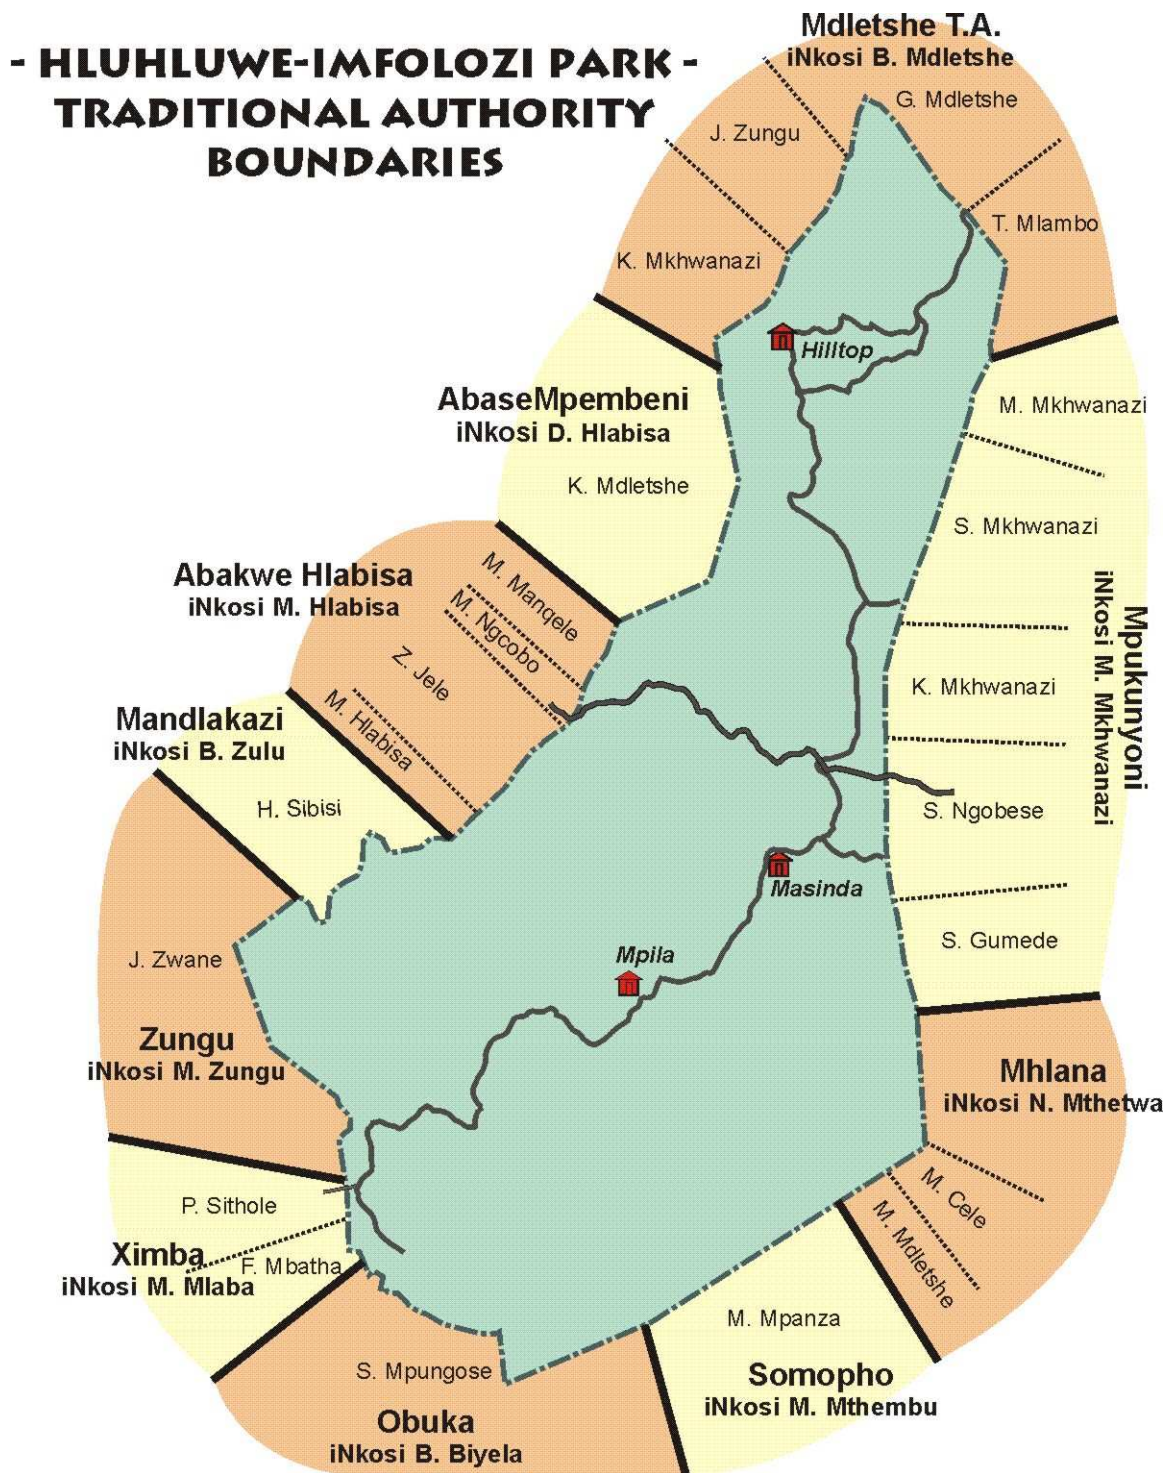 - HLUHLUWE-IMFOLOZI PARK -
TRADITIONAL AUTHORITY
BOUNDARIES
Mdletshe T.A.
iNkosi B. Mdletshe
G. Mdletshe
J. Zungu
T. Mlambo
K. Mkhwanazi
Hilltop
AbaseMpembeni
iNkosi D. Hlabisa
K. Mdletshe
M. Mkhwanazi
S. Mkhwanazi
K. Mkhwanazi
S. Ngobese
S. Gumede
Mpukunyoni
iNkosi M. Mkhwanazi
Abakwe Hlabisa
iNkosi M. Hlabisa
M. Manqele
M. Ngcobo
Z. Jele
M. Hlabisa
Mandlakazi
iNkosi B. Zulu
H. Sibisi
Masinda
Mpila
J. Zwane
Zungu
iNkosi M. Zungu
Mhlana
iNkosi N. Mthetwa
M. Cele
M. Mdletshe
P. Sithole
Ximba
F. Mbatha
iNkosi M. Mlaba
M. Mpanza
Somopho
iNkosi M. Mthembu
S. Mpungose
Obuka
iNkosi B. Biyela